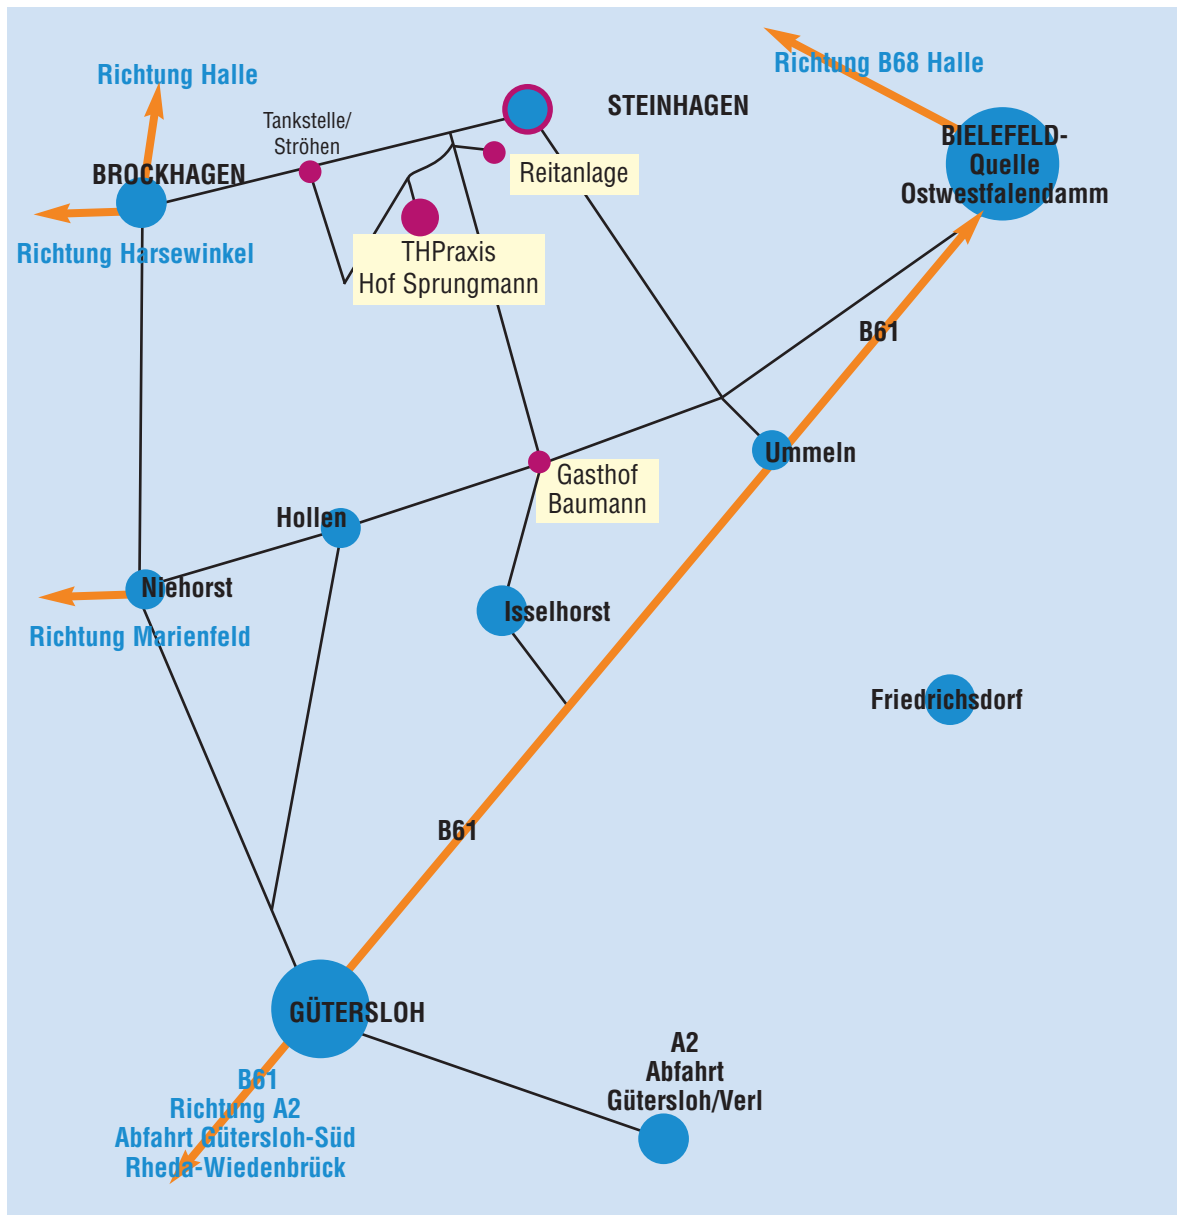 Richtung B68 Halle
Richtung Halle
STEINHAGEN
Tankstelle/
Ströhen
BIELEFELD-
Quelle
Ostwestfalendamm
BROCKHAGEN
Reitanlage
Richtung Harsewinkel
THPraxis
Hof Sprungmann
B61
Ummeln
Gasthof
Baumann
Hollen
Niehorst
Isselhorst
Richtung Marienfeld
Friedrichsdorf
B61
GÜTERSLOH
A2
Abfahrt
Gütersloh/Verl
B61
Richtung A2
Abfahrt Gütersloh-Süd
Rheda-Wiedenbrück